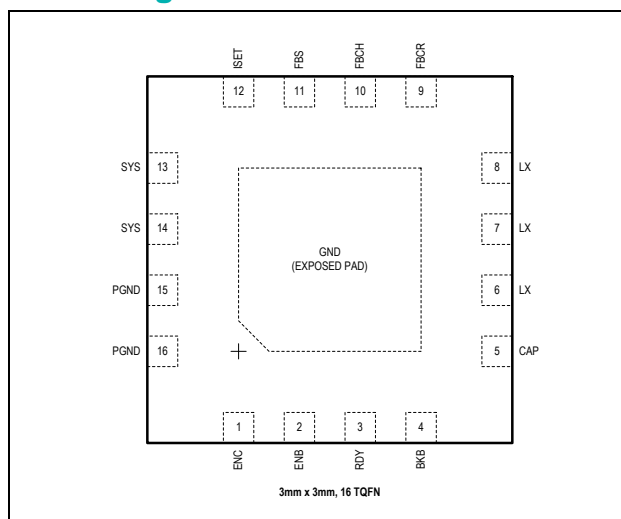 ISET FBS FBCH FBCR
12 11 10 9
SYS 13 8 LX
SYS 14 7 LX
GND
(EXPOSED PAD)
PGND 15 6 LX
PGND 16 5 CAP
1 2 3 4
ENC ENB RDY BKB
3mm x 3mm, 16 TQFN